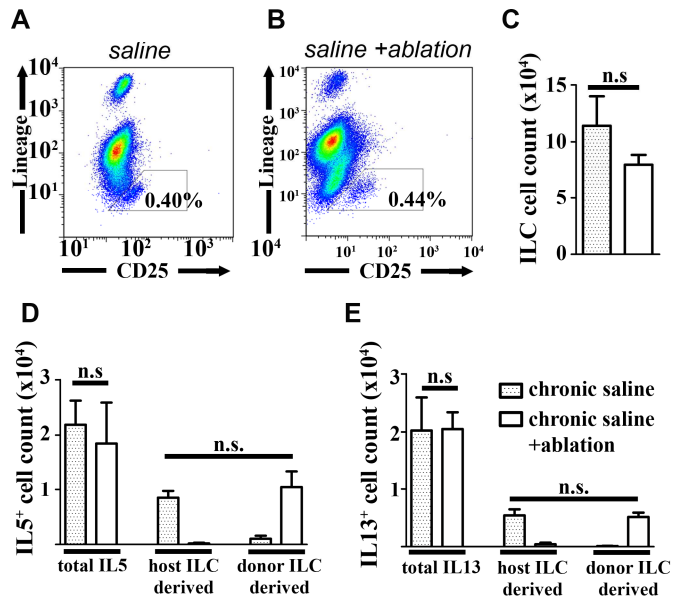 A
saline
Lineage
10⁴
10³
10²
10¹
0.40%
10¹ 10² 10³ 10⁴
CD25
B
saline +ablation
Lineage
10⁴
10³
10²
10¹
0.44%
10¹ 10² 10³ 10⁴
CD25
C
ILC cell count (x10⁴)
15
10
5
0
n.s
D
IL5⁺ cell count (x10⁴)
3
2
1
n.s
n.s.
total IL5
host ILC
derived
donor ILC
derived
E
IL13⁺ cell count (x10⁴)
3
2
1
n.s
n.s.
total IL13
host ILC
derived
donor ILC
derived
chronic saline
chronic saline
+ablation